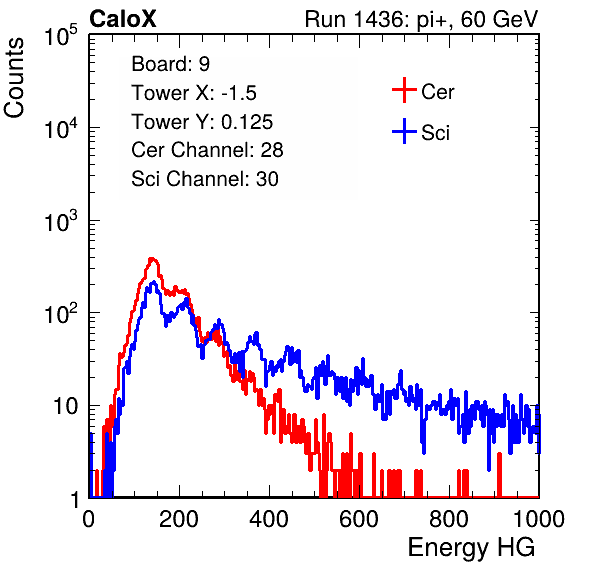 CaloX Run 1436: pi+, 60 GeV
Counts
Board: 9
Tower X: -1.5
Tower Y: 0.125
Cer Channel: 28
Sci Channel: 30
Cer
Sci
10^5
10^4
10^3
10^2
10
1
0 200 400 600 800 1000
Energy HG